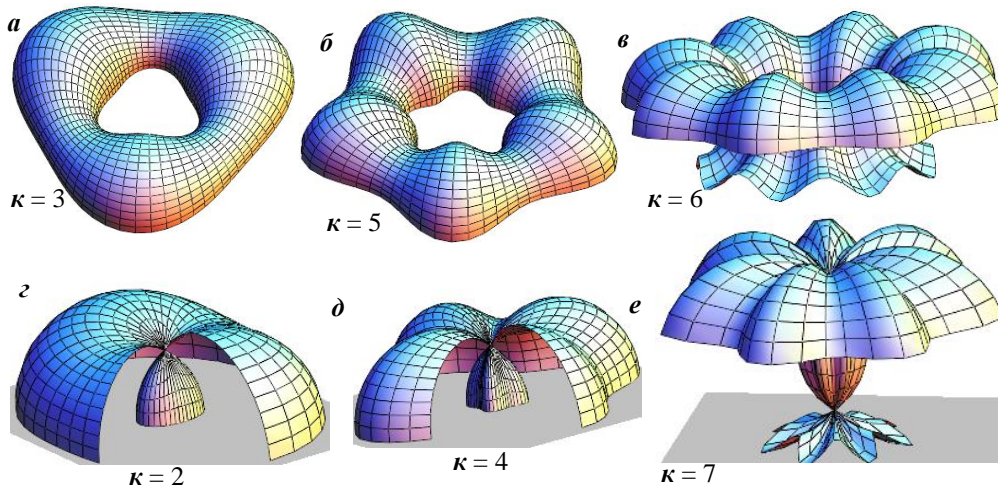 а
κ = 3
б
κ = 5
в
κ = 6
г
κ = 2
д
κ = 4
е
κ = 7